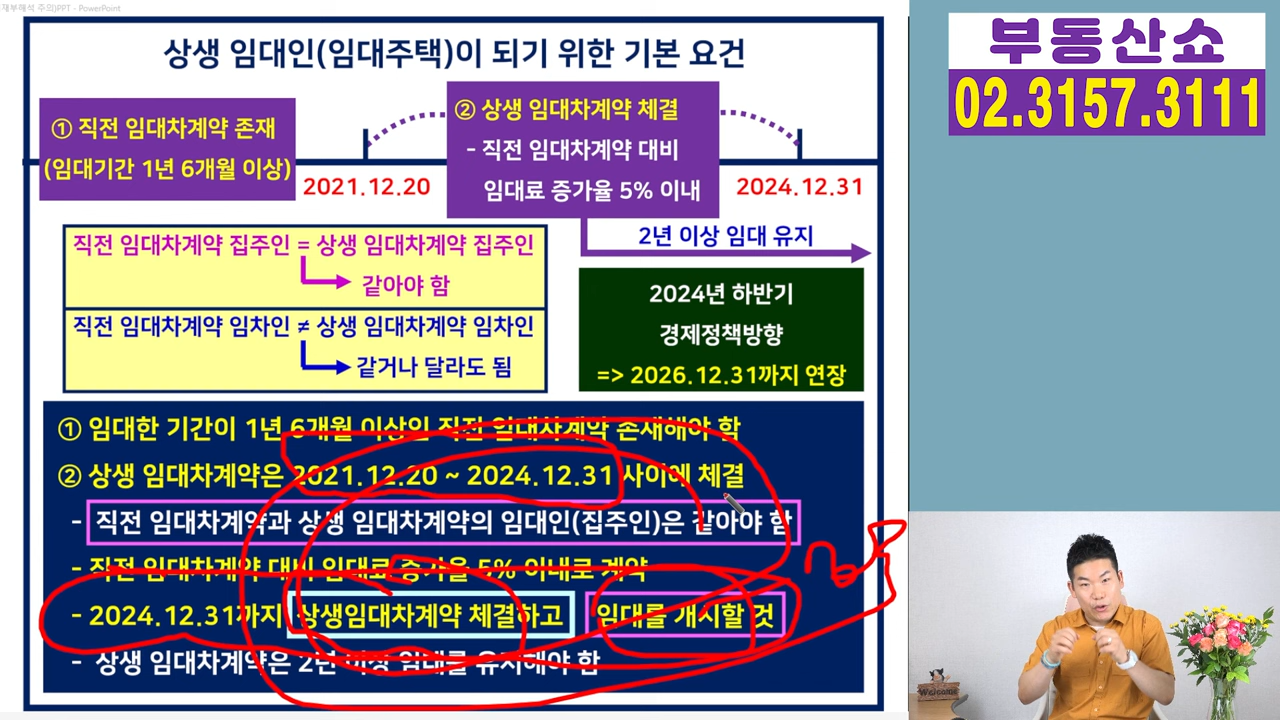 재부해석 주의)PPT - PowerPoint
상생 임대인(임대주택)이 되기 위한 기본 요건
① 직전 임대차계약 존재
(임대기간 1년 6개월 이상)
2021.12.20
② 상생 임대차계약 체결
- 직전 임대차계약 대비
임대료 증가율 5% 이내
2024.12.31
2년 이상 임대 유지
직전 임대차계약 집주인 = 상생 임대차계약 집주인
같아야 함
직전 임대차계약 임차인 ≠ 상생 임대차계약 임차인
같거나 달라도 됨
2024년 하반기
경제정책방향
=> 2026.12.31까지 연장
① 임대한 기간이 1년 6개월 이상인 직전 임대차계약 존재해야 함
② 상생 임대차계약은 2021.12.20 ~ 2024.12.31 사이에 체결
- 직전 임대차계약과 상생 임대차계약의 임대인(집주인)은 같아야 함
- 직전 임대차계약 대비 임대료 증가율 5% 이내로 계약
- 2024.12.31까지 상생임대차계약 체결하고 임대를 개시할 것
- 상생 임대차계약은 2년 이상 임대를 유지해야 함
부동산쇼
02.3157.3111
Welcome